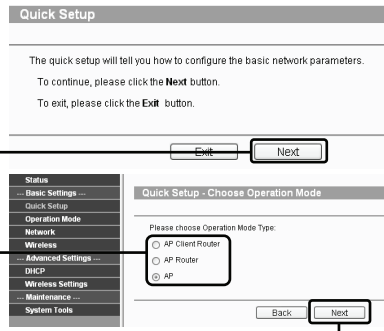 Quick Setup
The quick setup will tell you how to configure the basic network parameters.
To continue, please click the Next button.
To exit, please click the Exit button.
Exit
Next
Status
--- Basic Settings ---
Quick Setup
Operation Mode
Network
Wireless
--- Advanced Settings ---
DHCP
Wireless Settings
--- Maintenance ---
System Tools
Quick Setup - Choose Operation Mode
Please choose Operation Mode Type:
AP Client Router
AP Router
AP
Back
Next